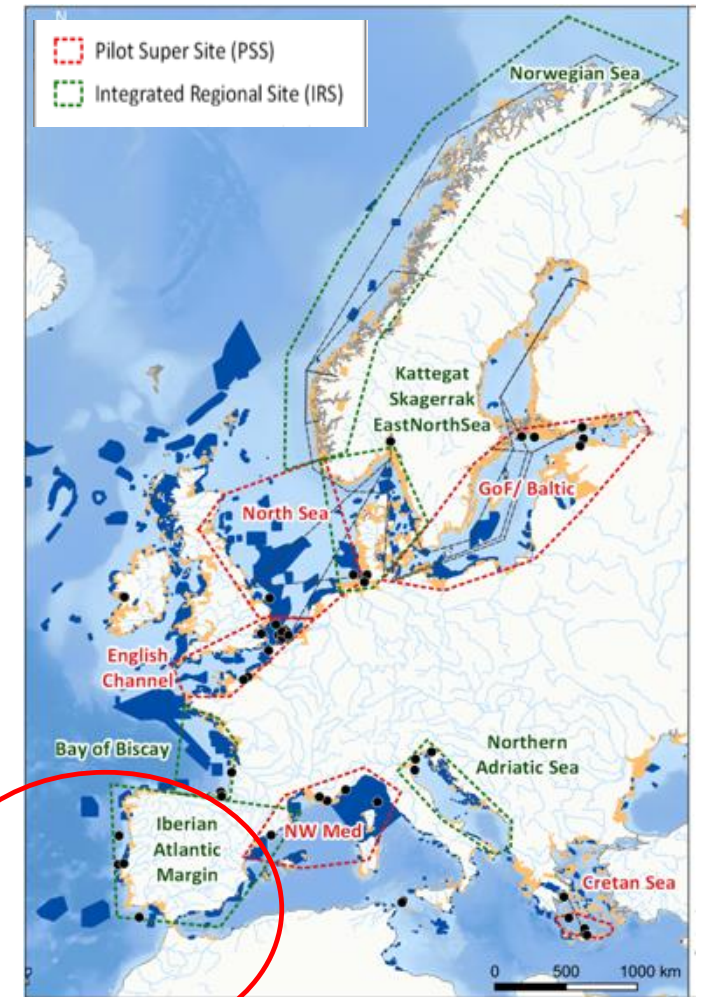 N
Pilot Super Site (PSS)
Integrated Regional Site (IRS)
Norwegian Sea
Kattegat
Skagerrak
EastNorthSea
GoF/ Baltic
North Sea
English
Channel
Bay of Biscay
Northern
Adriatic Sea
Iberian
Atlantic
Margin
NW Med
Cretan Sea
0 500 1000 km